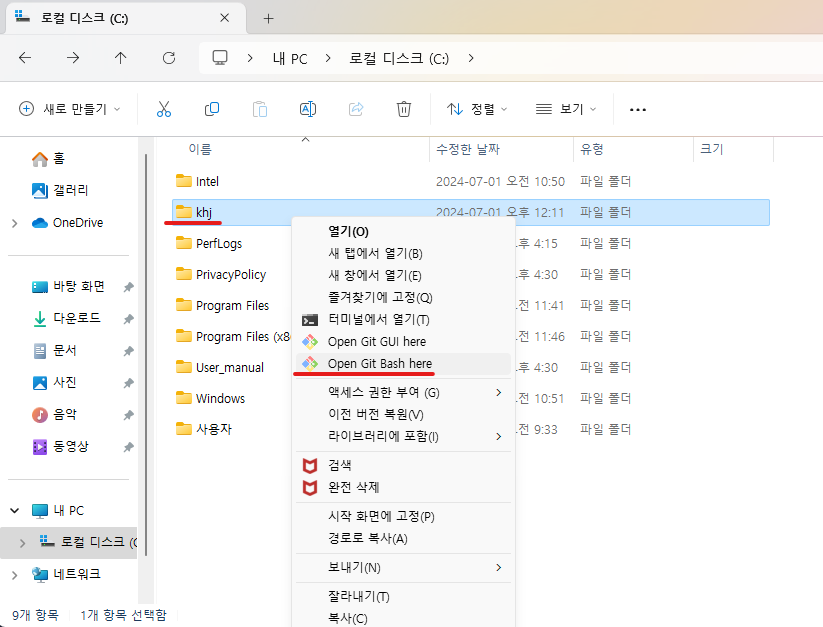 로컬 디스크 (C:)
내 PC
로컬 디스크 (C:)
새로 만들기
정렬
보기
이름
수정한 날짜
유형
크기
홈
갤러리
OneDrive
바탕 화면
다운로드
문서
사진
음악
동영상
내 PC
로컬 디스크 (C
네트워크
Intel 2024-07-01 오전 10:50 파일 폴더
khj 2024-07-01 오후 12:11 파일 폴더
PerfLogs 후 4:15 파일 폴더
PrivacyPolicy 후 4:30 파일 폴더
Program Files 전 11:41 파일 폴더
Program Files (x8 전 11:46 파일 폴더
User_manual 후 4:30 파일 폴더
Windows 전 10:51 파일 폴더
사용자 전 9:33 파일 폴더
열기(O)
새 탭에서 열기(B)
새 창에서 열기(E)
즐겨찾기에 고정(Q)
터미널에서 열기(T)
Open Git GUI here
Open Git Bash here
액세스 권한 부여 (G)
이전 버전 복원(V)
라이브러리에 포함(I)
검색
완전 삭제
시작 화면에 고정(P)
경로로 복사(A)
보내기(N)
잘라내기(T)
복사(C)
9개 항목
1개 항목 선택함